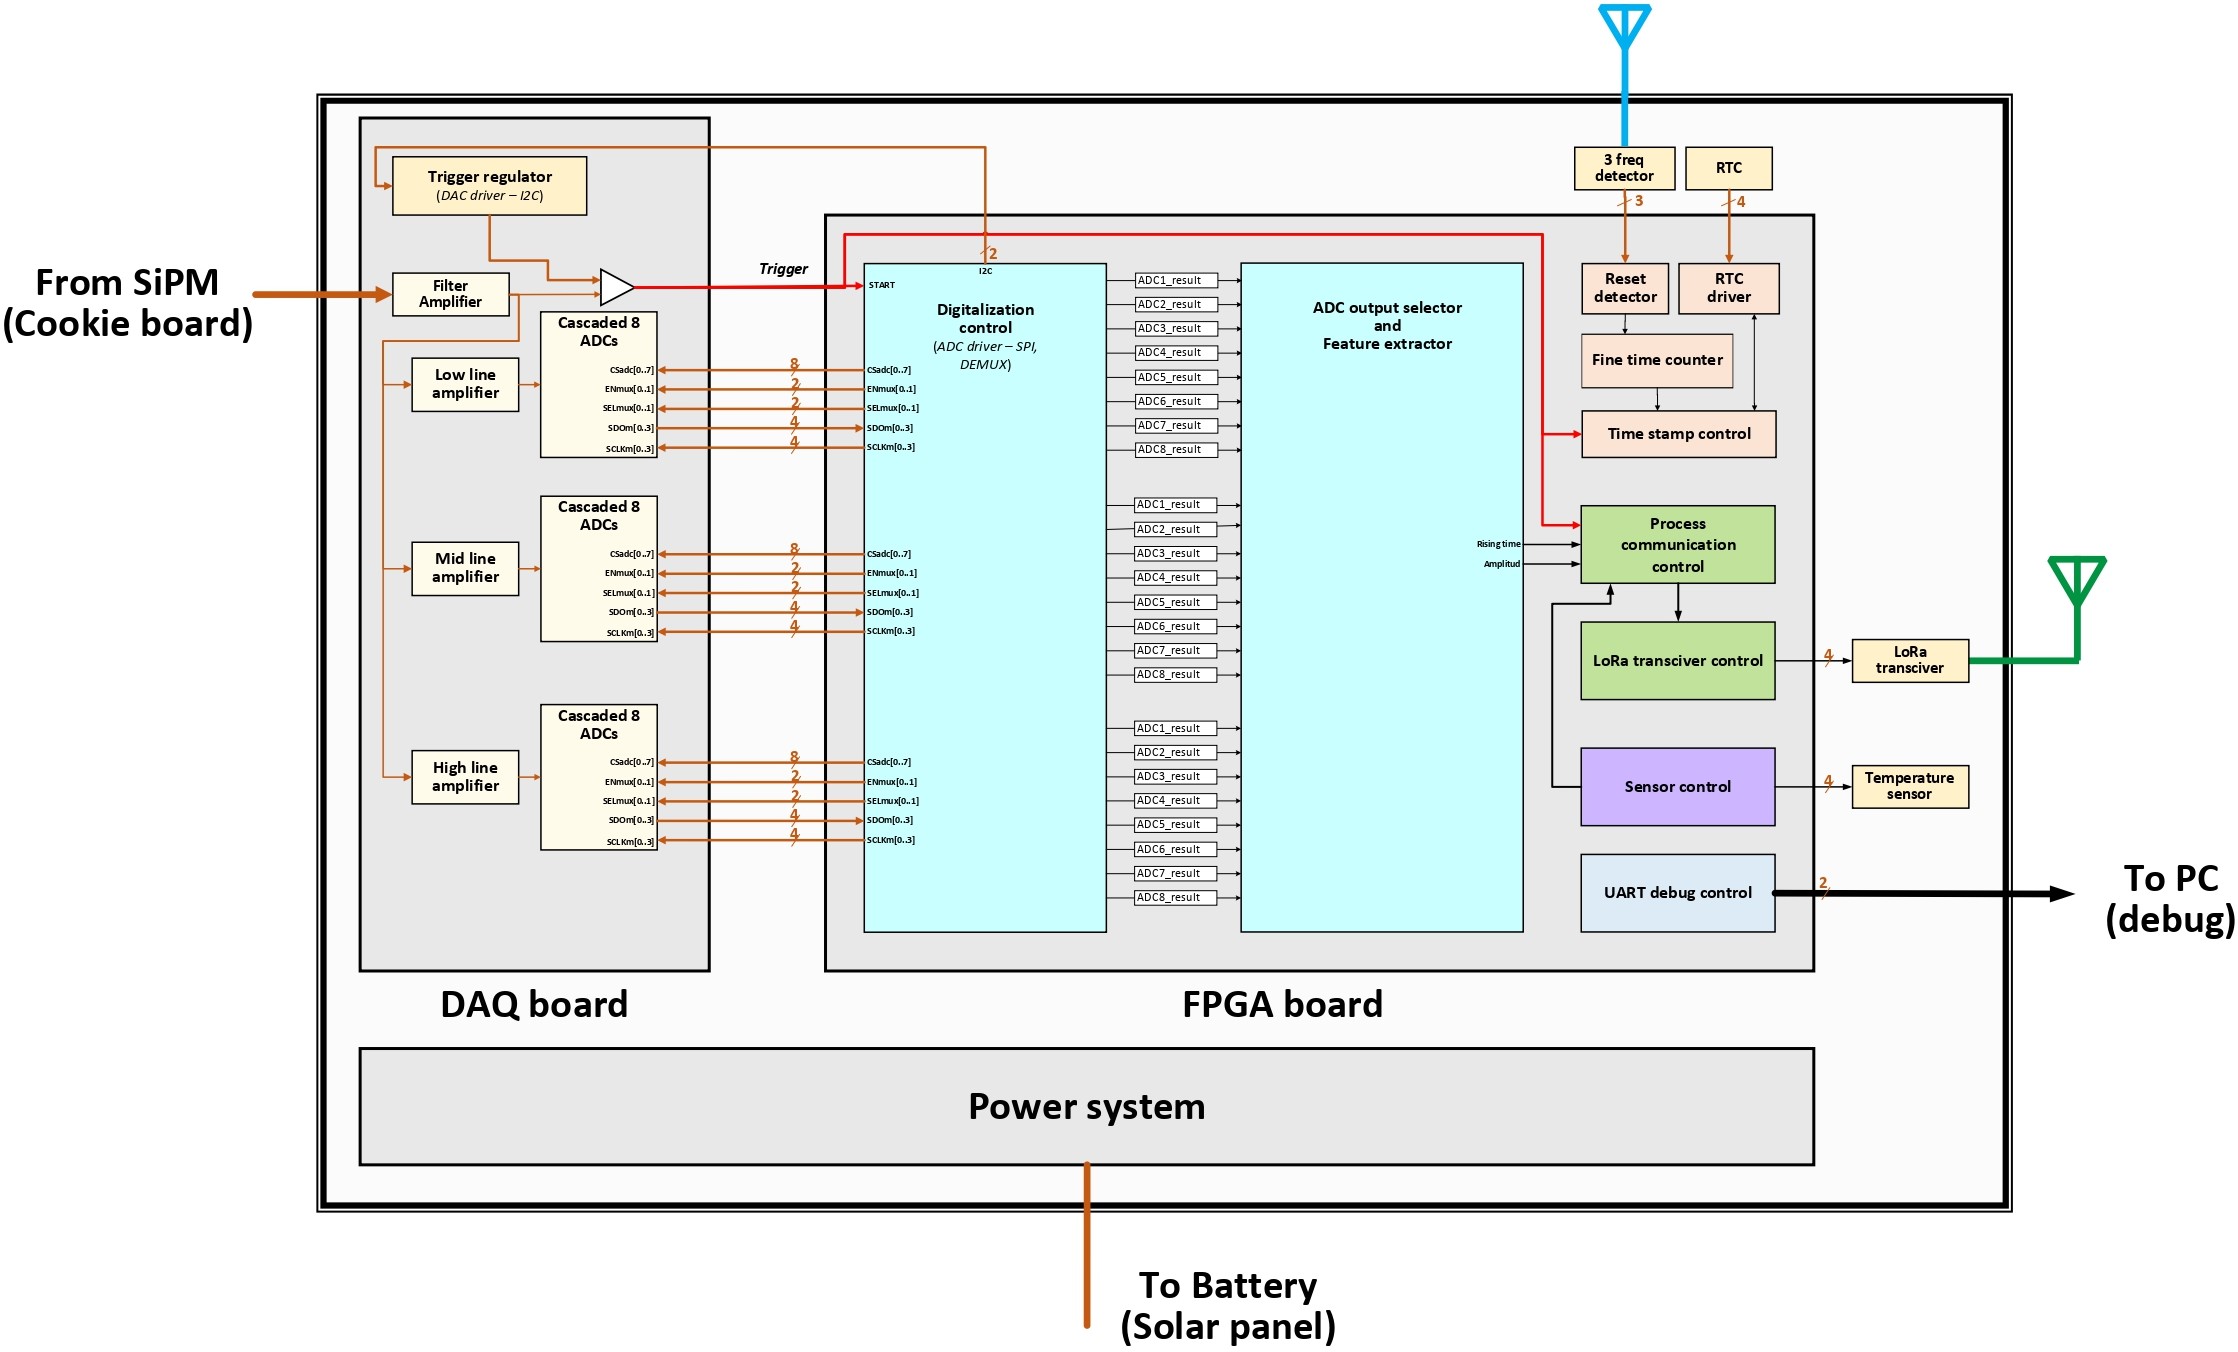 3 freq
detector
RTC
3
4
Trigger regulator
(DAC driver – I2C)
From SiPM
(Cookie board)
Filter
Amplifier
Trigger
2
I2C
START
Digitalization
control
(ADC driver – SPI,
DEMUX)
ADC output selector
and
Feature extractor
Reset
detector
RTC
driver
Fine time counter
Time stamp control
Cascaded 8
ADCs
Low line
amplifier
CSadc[0..7]
ENmux[0..1]
SELmux[0..1]
SDOm[0..3]
SCLKm[0..3]
8
2
2
4
4
CSadc[0..7]
ENmux[0..1]
SELmux[0..1]
SDOm[0..3]
SCLKm[0..3]
ADC1_result
ADC2_result
ADC3_result
ADC4_result
ADC5_result
ADC6_result
ADC7_result
ADC8_result
Cascaded 8
ADCs
Mid line
amplifier
CSadc[0..7]
ENmux[0..1]
SELmux[0..1]
SDOm[0..3]
SCLKm[0..3]
8
2
2
4
4
CSadc[0..7]
ENmux[0..1]
SELmux[0..1]
SDOm[0..3]
SCLKm[0..3]
ADC1_result
ADC2_result
ADC3_result
ADC4_result
ADC5_result
ADC6_result
ADC7_result
ADC8_result
Rising time
Amplitud
Process
communication
control
LoRa transciver control
4
LoRa
transciver
Cascaded 8
ADCs
High line
amplifier
CSadc[0..7]
ENmux[0..1]
SELmux[0..1]
SDOm[0..3]
SCLKm[0..3]
8
2
2
4
4
CSadc[0..7]
ENmux[0..1]
SELmux[0..1]
SDOm[0..3]
SCLKm[0..3]
ADC1_result
ADC2_result
ADC3_result
ADC4_result
ADC5_result
ADC6_result
ADC7_result
ADC8_result
Sensor control
4
Temperature
sensor
UART debug control
2
To PC
(debug)
DAQ board
FPGA board
Power system
To Battery
(Solar panel)